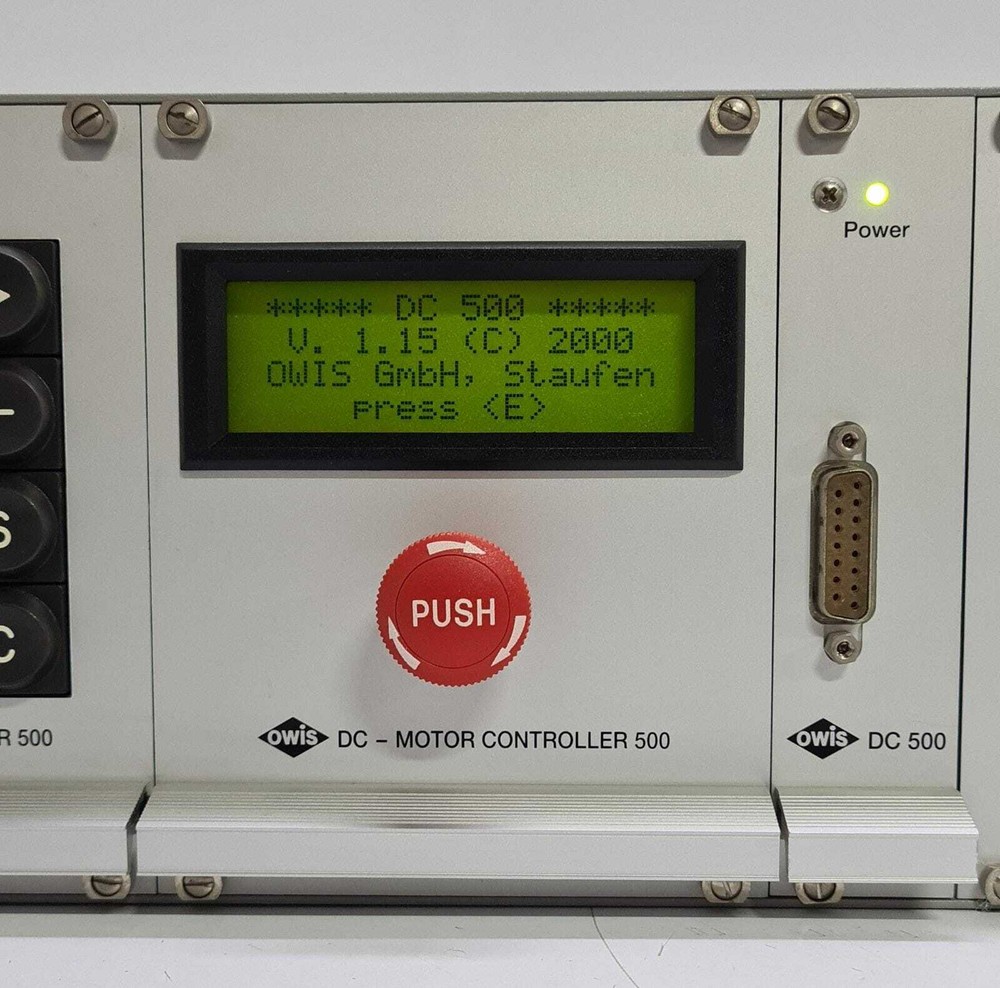 ***** DC 500 *****
V. 1.15 (C) 2000
OWIS GmbH, Staufen
press <E>
PUSH
owis DC – MOTOR CONTROLLER 500
Power
owis DC 500
–
S
C
R 500